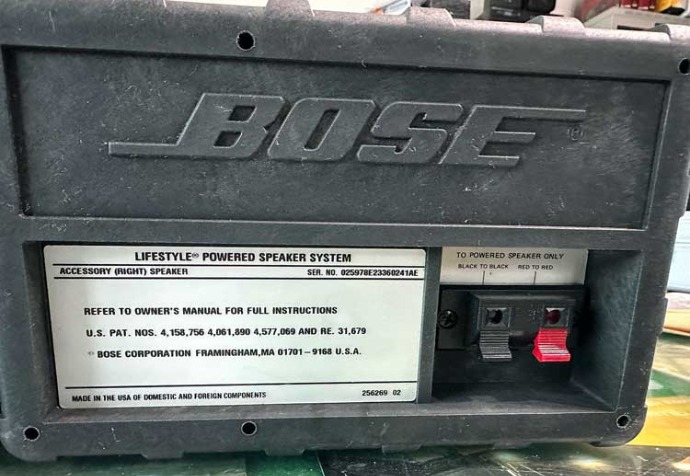 BOSE®
LIFESTYLE® POWERED SPEAKER SYSTEM
ACCESSORY (RIGHT) SPEAKER SER. NO. 025978E23360241AE
REFER TO OWNER'S MANUAL FOR FULL INSTRUCTIONS
U.S. PAT. NOS. 4,158,756 4,061,890 4,577,069 AND RE. 31,679
© BOSE CORPORATION FRAMINGHAM,MA 01701-9168 U.S.A.
MADE IN THE USA OF DOMESTIC AND FOREIGN COMPONENTS 256269 02
TO POWERED SPEAKER ONLY
BLACK TO BLACK RED TO RED